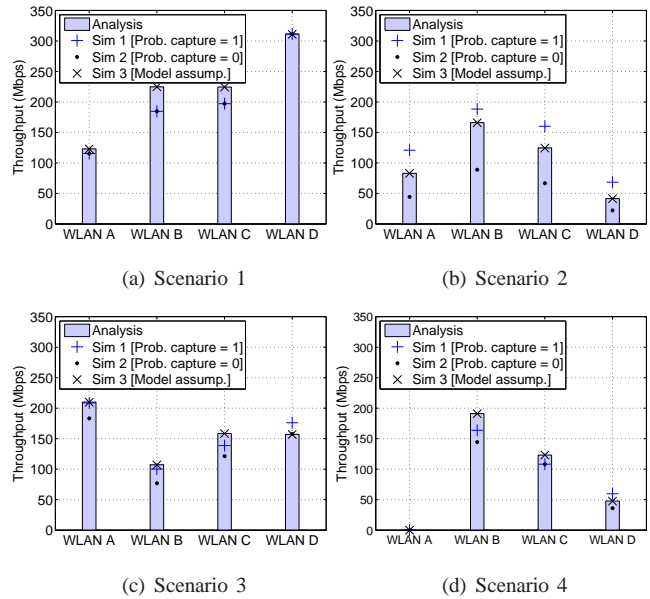 350
300
250
200
150
100
50
0
Throughput (Mbps)
Analysis
Sim 1 [Prob. capture = 1]
Sim 2 [Prob. capture = 0]
Sim 3 [Model assump.]
WLAN A WLAN B WLAN C WLAN D
(a) Scenario 1
350
300
250
200
150
100
50
0
Throughput (Mbps)
Analysis
Sim 1 [Prob. capture = 1]
Sim 2 [Prob. capture = 0]
Sim 3 [Model assump.]
WLAN A WLAN B WLAN C WLAN D
(b) Scenario 2
350
300
250
200
150
100
50
0
Throughput (Mbps)
Analysis
Sim 1 [Prob. capture = 1]
Sim 2 [Prob. capture = 0]
Sim 3 [Model assump.]
WLAN A WLAN B WLAN C WLAN D
(c) Scenario 3
350
300
250
200
150
100
50
0
Throughput (Mbps)
Analysis
Sim 1 [Prob. capture = 1]
Sim 2 [Prob. capture = 0]
Sim 3 [Model assump.]
WLAN A WLAN B WLAN C WLAN D
(d) Scenario 4